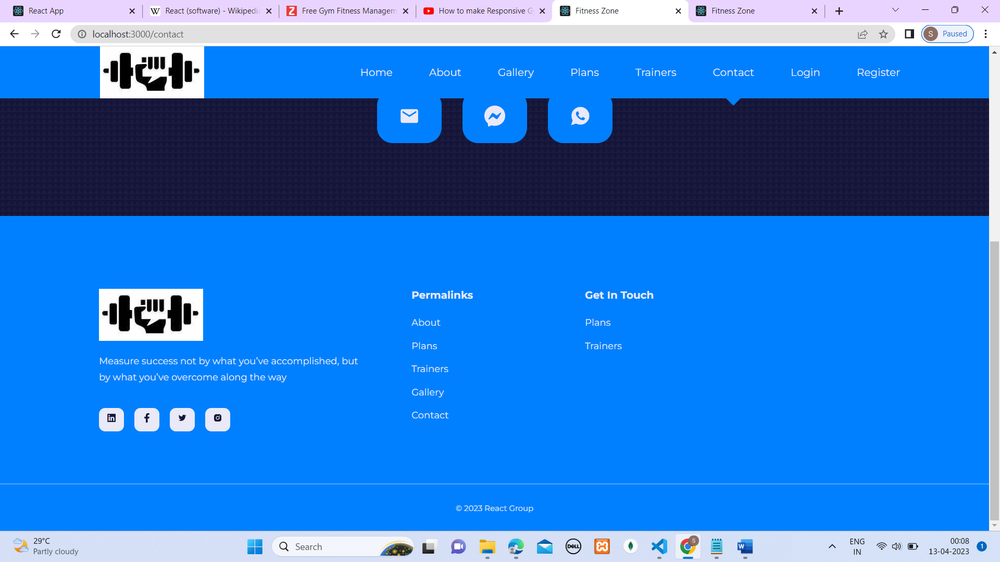 React App
React (software) - Wikipedia
Free Gym Fitness Managem
How to make Responsive G
Fitness Zone
Fitness Zone
localhost:3000/contact
S Paused
Home About Gallery Plans Trainers Contact Login Register
Measure success not by what you’ve accomplished, but
by what you’ve overcome along the way
Permalinks
About
Plans
Trainers
Gallery
Contact
Get In Touch
Plans
Trainers
© 2023 React Group
29°C
Partly cloudy
Search
DELL
S
W
ENG
IN
00:08
13-04-2023
1